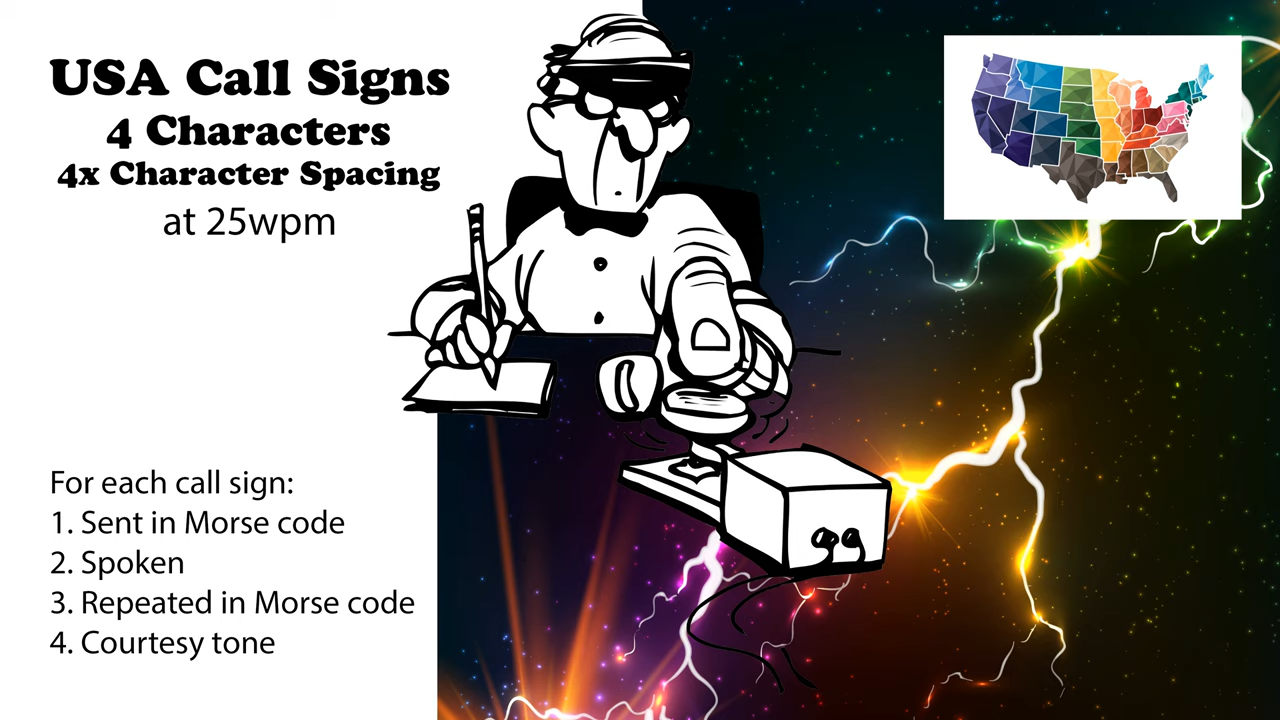 USA Call Signs
4 Characters
4x Character Spacing
at 25wpm
For each call sign:
1. Sent in Morse code
2. Spoken
3. Repeated in Morse code
4. Courtesy tone